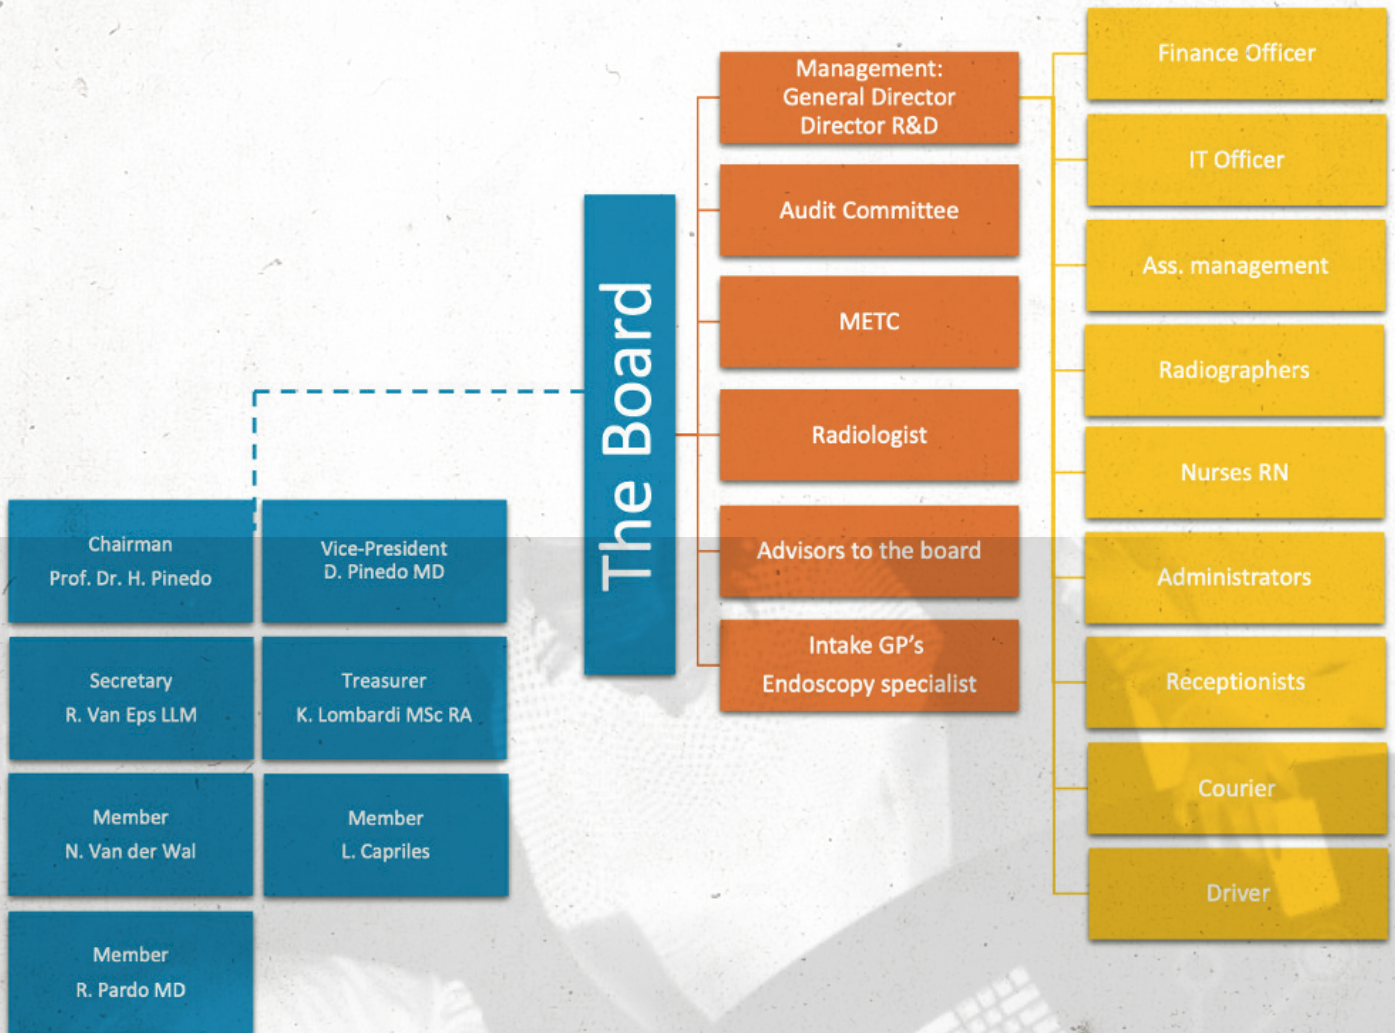 The Board
Chairman
Prof. Dr. H. Pinedo
Vice-President
D. Pinedo MD
Secretary
R. Van Eps LLM
Treasurer
K. Lombardi MSc RA
Member
N. Van der Wal
Member
L. Capriles
Member
R. Pardo MD
Management:
General Director
Director R&D
Audit Committee
METC
Radiologist
Advisors to the board
Intake GP’s
Endoscopy specialist
Finance Officer
IT Officer
Ass. management
Radiographers
Nurses RN
Administrators
Receptionists
Courier
Driver